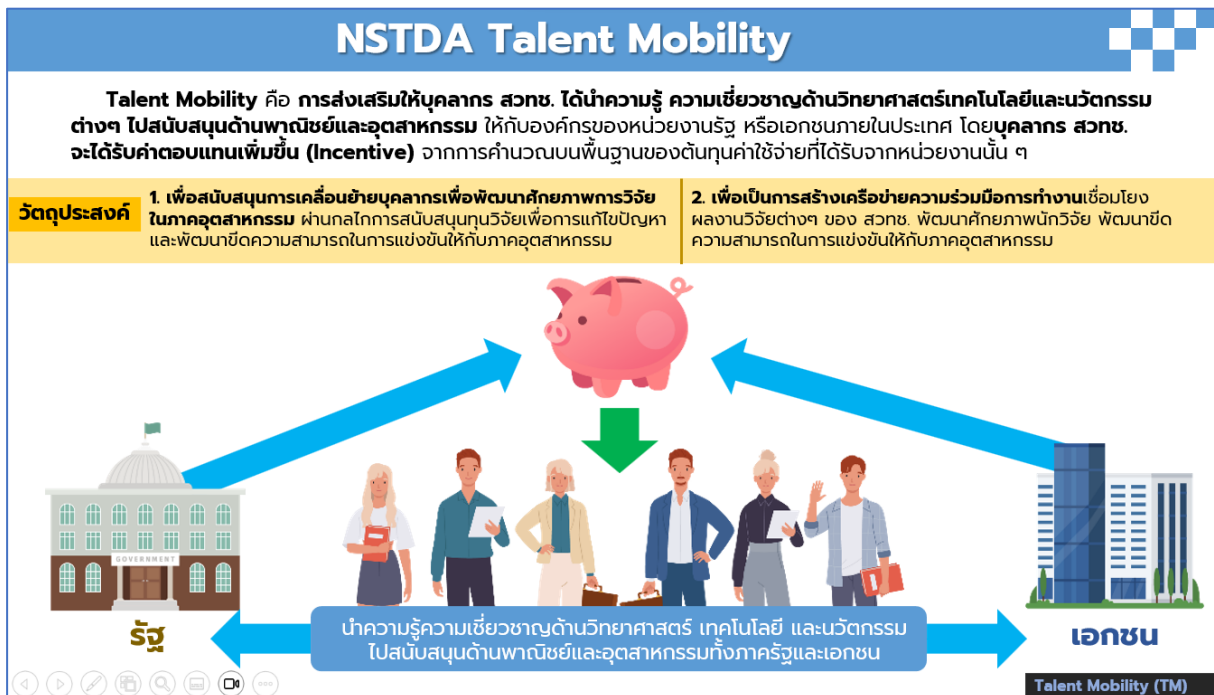 NSTDA Talent Mobility
Talent Mobility คือ การส่งเสริมให้บุคลากร สวทช. ได้นำความรู้ ความเชี่ยวชาญด้านวิทยาศาสตร์เทคโนโลยีและนวัตกรรม
ต่างๆ ไปสนับสนุนด้านพาณิชย์และอุตสาหกรรม ให้กับองค์กรของหน่วยงานรัฐ หรือเอกชนภายในประเทศ โดยบุคลากร สวทช.
จะได้รับค่าตอบแทนเพิ่มขึ้น (Incentive) จากการคำนวณบนพื้นฐานของต้นทุนค่าใช้จ่ายที่ได้รับจากหน่วยงานนั้น ๆ
วัตถุประสงค์
1. เพื่อสนับสนุนการเคลื่อนย้ายบุคลากรเพื่อพัฒนาศักยภาพการวิจัย
ในภาคอุตสาหกรรม ผ่านกลไกการสนับสนุนทุนวิจัยเพื่อการแก้ไขปัญหา
และพัฒนาขีดความสามารถในการแข่งขันให้กับภาคอุตสาหกรรม
2. เพื่อเป็นการสร้างเครือข่ายความร่วมมือการทำงานเชื่อมโยง
ผลงานวิจัยต่างๆ ของ สวทช. พัฒนาศักยภาพนักวิจัย พัฒนาขีด
ความสามารถในการแข่งขันให้กับภาคอุตสาหกรรม
GOVERNMENT
รัฐ
นำความรู้ความเชี่ยวชาญด้านวิทยาศาสตร์ เทคโนโลยี และนวัตกรรม
ไปสนับสนุนด้านพาณิชย์และอุตสาหกรรมทั้งภาครัฐและเอกชน
เอกชน
Talent Mobility (TM)